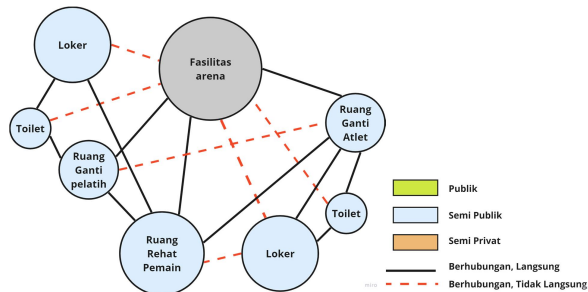 Loker
Fasilitas
arena
Toilet
Ruang
Ganti
pelatih
Ruang
Ganti
Atlet
Toilet
Ruang
Rehat
Pemain
Loker
Publik
Semi Publik
Semi Privat
Berhubungan, Langsung
Berhubungan, Tidak Langsung